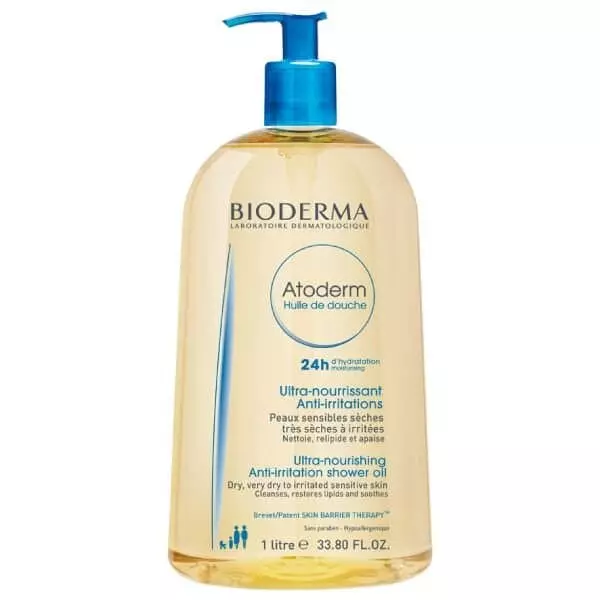 BIODERMA
LABORATOIRE DERMATOLOGIQUE
Atoderm
Huile de douche
24h d'hydratation
moisturising
Ultra-nourrissant
Anti-irritations
Peaux sensibles sèches
très sèches à irritées
Nettoie, relipide et apaise
Ultra-nourishing
Anti-irritation shower oil
Dry, very dry to irritated sensitive skin
Cleanses, restores lipids and soothes
Brevet/Patent SKIN BARRIER THERAPY™
Sans paraben - Hypoallergénique
1 litre ℮ 33.80 FL.OZ.